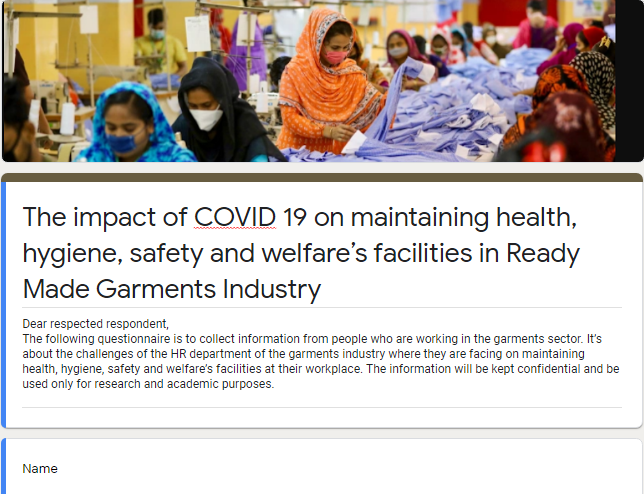 The impact of COVID 19 on maintaining health,
hygiene, safety and welfare's facilities in Ready
Made Garments Industry
Dear respected respondent,
The following questionnaire is to collect information from people who are working in the garments sector. It's
about the challenges of the HR department of the garments industry where they are facing on maintaining
health, hygiene, safety and welfare's facilities at their workplace. The information will be kept confidential and be
used only for research and academic purposes.
Name